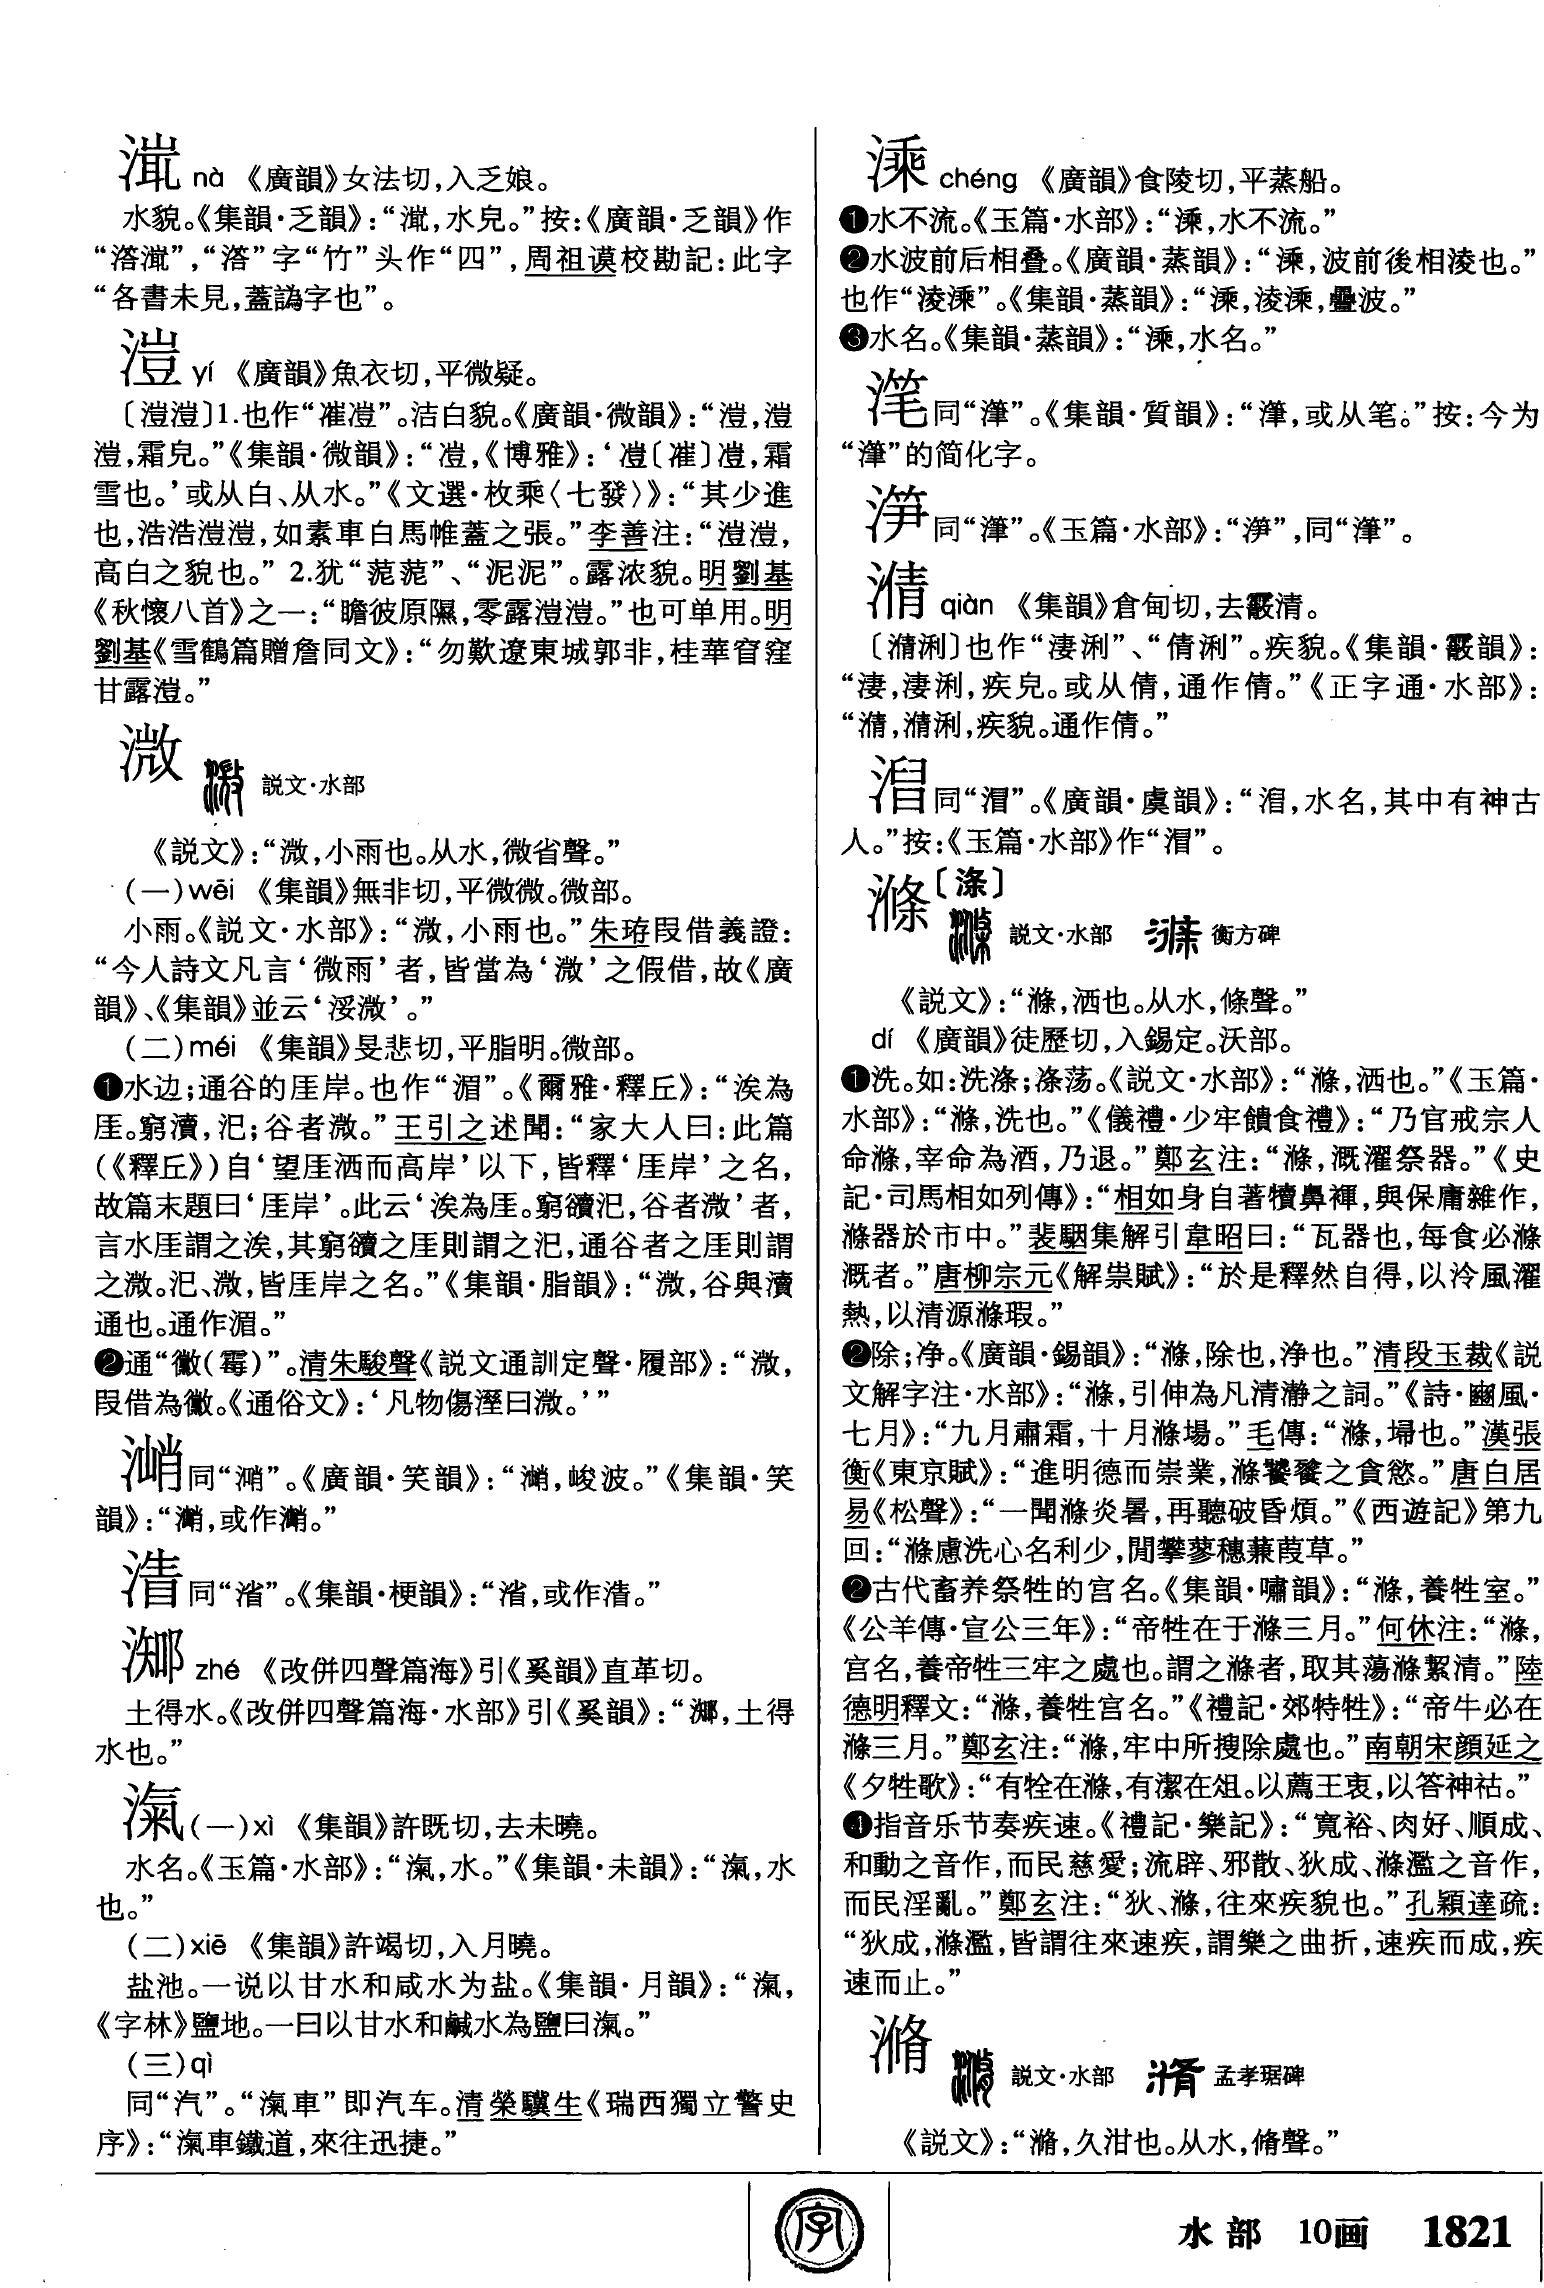 nà 《廣韻》女法切，入乏娘。
水貌。《集韻·乏韻》：“，水皃。”按：《廣韻·乏韻》作
“”，“”字“竹”头作“四”，周祖谟校勘記：此字
“各書未見，蓋譌字也”。
溰 yí 《廣韻》魚衣切，平微疑。
〔溰溰〕1.也作“凗凒”。洁白貌。《廣韻·微韻》：“溰，溰
溰，霜皃。”《集韻·微韻》：“凒，《博雅》：‘凒〔凗〕凒，霜
雪也。’或从白、从水。”《文選·枚乘〈七發〉》：“其少進
也，浩浩溰溰，如素車白馬帷蓋之張。”李善注：“溰溰，
高白之貌也。” 2.犹“萢萢”、“泥泥”。露浓貌。明劉基
《秋懷八首》之一：“瞻彼原隰，零露溰溰。”也可单用。明
劉基《雪鶴篇贈詹同文》：“勿歎遼東城郭非，桂華窅窪
甘露溰。”
溦 説文·水部
《説文》：“溦，小雨也。从水，微省聲。”
（一）wēi 《集韻》無非切，平微微。微部。
小雨。《説文·水部》：“溦，小雨也。”朱珔叚借義證：
“今人詩文凡言‘微雨’者，皆當為‘溦’之假借，故《廣
韻》、《集韻》並云‘浽溦’。”
（二）méi 《集韻》旻悲切，平脂明。微部。
❶水边；通谷的厓岸。也作“湄”。《爾雅·釋丘》：“涘為
厓。窮瀆，汜；谷者溦。”王引之述聞：“家大人曰：此篇
（《釋丘》）自‘望厓洒而高岸’以下，皆釋‘厓岸’之名，
故篇末題曰‘厓岸’。此云‘涘為厓。窮瀆汜，谷者溦’者，
言水厓謂之涘，其窮瀆之厓則謂之汜，通谷者之厓則謂
之溦。汜、溦，皆厓岸之名。”《集韻·脂韻》：“溦，谷與瀆
通也。通作湄。”
❷通“黴（霉）”。清朱駿聲《説文通訓定聲·履部》：“溦，
叚借為黴。《通俗文》：‘凡物傷溼曰溦。’”
同“”。《廣韻·笑韻》：“，峻波。”《集韻·笑
韻》：“，或作。”
同“渻”。《集韻·梗韻》：“渻，或作。”
zhé 《改併四聲篇海》引《奚韻》直革切。
土得水。《改併四聲篇海·水部》引《奚韻》：“，土得
水也。”
滊（一）xì 《集韻》許既切，去未曉。
水名。《玉篇·水部》：“滊，水。”《集韻·未韻》：“滊，水
也。”
（二）xiē 《集韻》許竭切，入月曉。
盐池。一说以甘水和咸水为盐。《集韻·月韻》：“滊，
《字林》鹽地。一曰以甘水和鹹水為鹽曰滊。”
（三）qì
同“汽”。“滊車”即汽车。清榮驥生《瑞西獨立警史
序》：“滊車鐵道，來往迅捷。”
溗 chéng 《廣韻》食陵切，平蒸船。
❶水不流。《玉篇·水部》：“溗，水不流。”
❷水波前后相叠。《廣韻·蒸韻》：“溗，波前後相淩也。”
也作“淩溗”。《集韻·蒸韻》：“溗，淩溗，疊波。”
❸水名。《集韻·蒸韻》：“溗，水名。”
滗同“潷”。《集韻·質韻》：“潷，或从笔。”按：今为
“潷”的简化字。
同“潷”。《玉篇·水部》：“”，同“潷”。
qiàn 《集韻》倉甸切，去霰清。
〔浰〕也作“淒浰”、“倩浰”。疾貌。《集韻·霰韻》：
“淒，淒浰，疾皃。或从倩，通作倩。”《正字通·水部》：
“，浰，疾貌。通作倩。”
同“”。《廣韻·虞韻》：“，水名，其中有神古
人。”按：《玉篇·水部》作“”。
滌〔涤〕 説文·水部 衡方碑
《説文》：“滌，洒也。从水，條聲。”
dí 《廣韻》徒歷切，入錫定。沃部。
❶洗。如：洗涤；涤荡。《説文·水部》：“滌，洒也。”《玉篇·
水部》：“滌，洗也。”《儀禮·少牢饋食禮》：“乃官戒宗人
命滌，宰命為酒，乃退。”鄭玄注：“滌，溉濯祭器。”《史
記·司馬相如列傳》：“相如身自著犢鼻褌，與保庸雜作，
滌器於市中。”裴駰集解引韋昭曰：“瓦器也，每食必滌
溉者。”唐柳宗元《解祟賦》：“於是釋然自得，以泠風濯
熱，以清源滌瑕。”
❷除；净。《廣韻·錫韻》：“滌，除也，浄也。”清段玉裁《説
文解字注·水部》：“滌，引伸為凡清瀞之詞。”《詩·豳風·
七月》：“九月肅霜，十月滌場。”毛傳：“滌，埽也。”漢張
衡《東京賦》：“進明德而崇業，滌饕餮之貪慾。”唐白居
易《松聲》：“一聞滌炎暑，再聽破昏煩。”《西遊記》第九
回：“滌慮洗心名利少，閒攀蓼穗蒹葭草。”
❷古代畜养祭牲的宫名。《集韻·嘯韻》：“滌，養牲室。”
《公羊傳·宣公三年》：“帝牲在于滌三月。”何休注：“滌，
宫名，養帝牲三牢之處也。謂之滌者，取其蕩滌絜清。”陸
德明釋文：“滌，養牲宫名。”《禮記·郊特牲》：“帝牛必在
滌三月。”鄭玄注：“滌，牢中所搜除處也。”南朝宋顔延之
《夕牲歌》：“有牷在滌，有潔在俎。以薦王衷，以答神祜。”
❹指音乐节奏疾速。《禮記·樂記》：“寬裕、肉好、順成、
和動之音作，而民慈愛；流辟、邪散、狄成、滌濫之音作，
而民淫亂。”鄭玄注：“狄、滌，往來疾貌也。”孔穎達疏：
“狄成，滌濫，皆謂往來速疾，謂樂之曲折，速疾而成，疾
速而止。”
滫 説文·水部 孟孝琚碑
《説文》：“滫，久泔也。从水，脩聲。”
字
水部 10画 1821